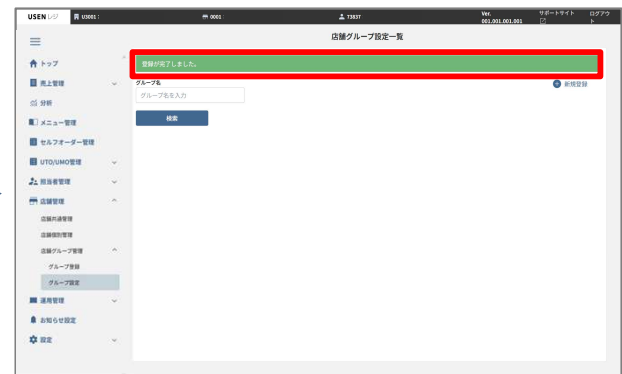 USEN レジ
U3001:
0001:
73837
Ver.
001.001.001.001
サポートサイト
ログアウト
店舗グループ設定一覧
トップ
売上管理
分析
メニュー管理
セルフオーダー管理
UTO/UMO管理
担当者管理
店舗管理
店舗共通管理
店舗個別管理
店舗グループ管理
グループ登録
グループ設定
運用管理
お知らせ設定
設定
登録が完了しました。
グループ名
グループ名を入力
検索
新規登録